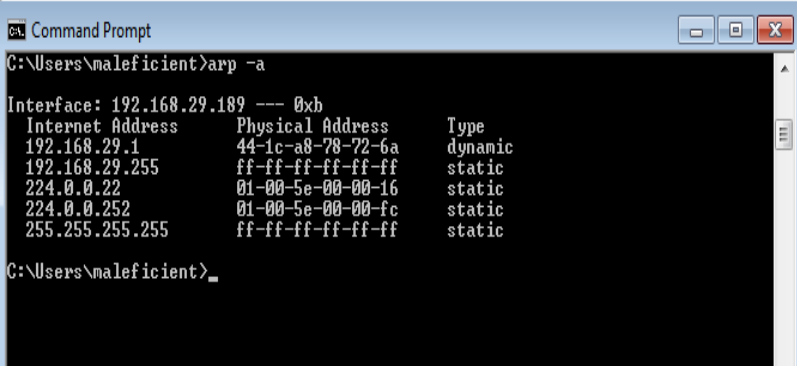 Command Prompt
C:\Users\maleficient>arp -a
Interface: 192.168.29.189 --- 0xb
Internet Address Physical Address Type
192.168.29.1 44-1c-a8-78-72-6a dynamic
192.168.29.255 ff-ff-ff-ff-ff-ff static
224.0.0.22 01-00-5e-00-00-16 static
224.0.0.252 01-00-5e-00-00-fc static
255.255.255.255 ff-ff-ff-ff-ff-ff static
C:\Users\maleficient>_